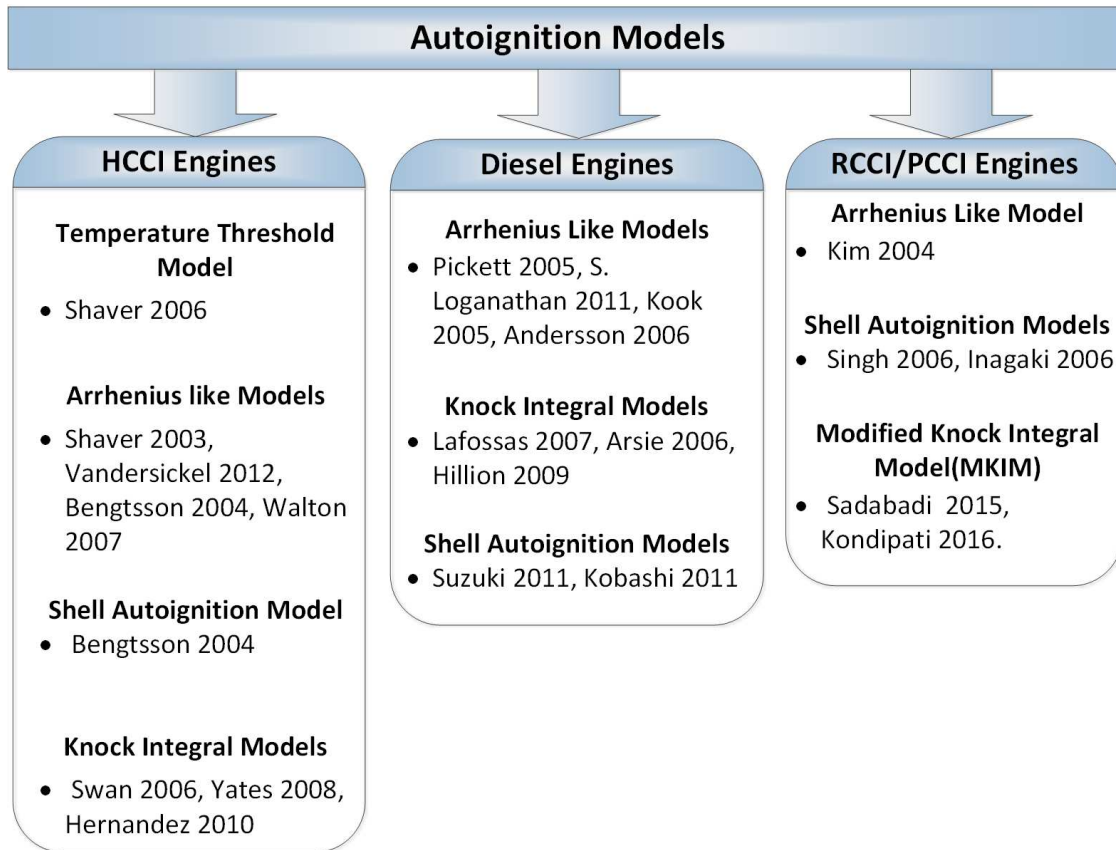 Autoignition Models
HCCI Engines
Temperature Threshold
Model
• Shaver 2006
Arrhenius like Models
• Shaver 2003,
Vandersickel 2012,
Bengtsson 2004, Walton
2007
Shell Autoignition Model
• Bengtsson 2004
Knock Integral Models
• Swan 2006, Yates 2008,
Hernandez 2010
Diesel Engines
Arrhenius Like Models
• Pickett 2005, S.
Loganathan 2011, Kook
2005, Andersson 2006
Knock Integral Models
• Lafossas 2007, Arsie 2006,
Hillion 2009
Shell Autoignition Models
• Suzuki 2011, Kobashi 2011
RCCI/PCCI Engines
Arrhenius Like Model
• Kim 2004
Shell Autoignition Models
• Singh 2006, Inagaki 2006
Modified Knock Integral
Model(MKIM)
• Sadabadi 2015,
Kondipati 2016.